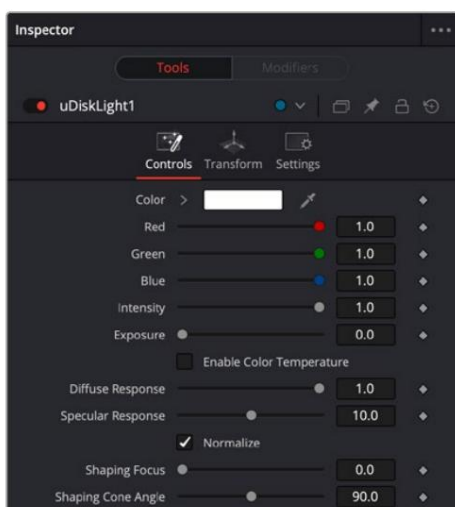 Inspector
Tools Modifiers
uDiskLight1
Controls Transform Settings
Color
Red 1.0
Green 1.0
Blue 1.0
Intensity 1.0
Exposure 0.0
Enable Color Temperature
Diffuse Response 1.0
Specular Response 10.0
Normalize
Shaping Focus 0.0
Shaping Cone Angle 90.0